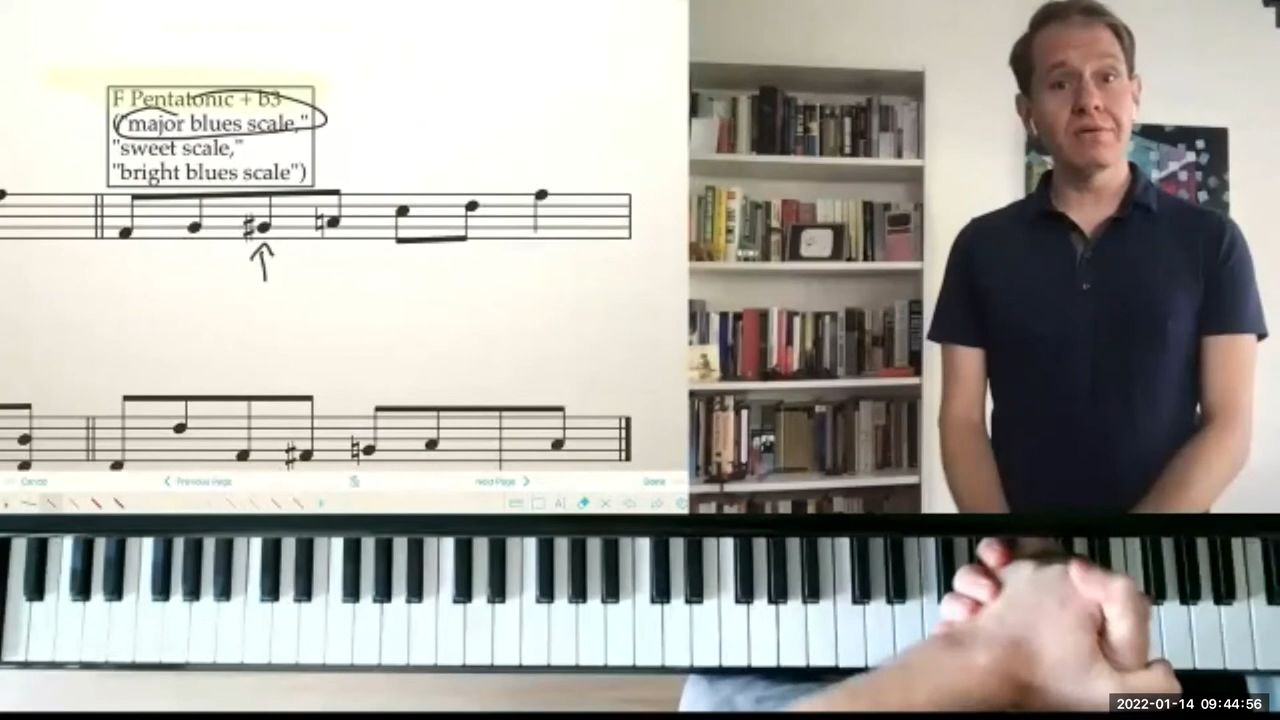 F Pentatonic + b3
("major blues scale,"
"sweet scale,"
"bright blues scale")
Cancel
Previous Page
Next Page
Done
2022-01-14 09:44:56